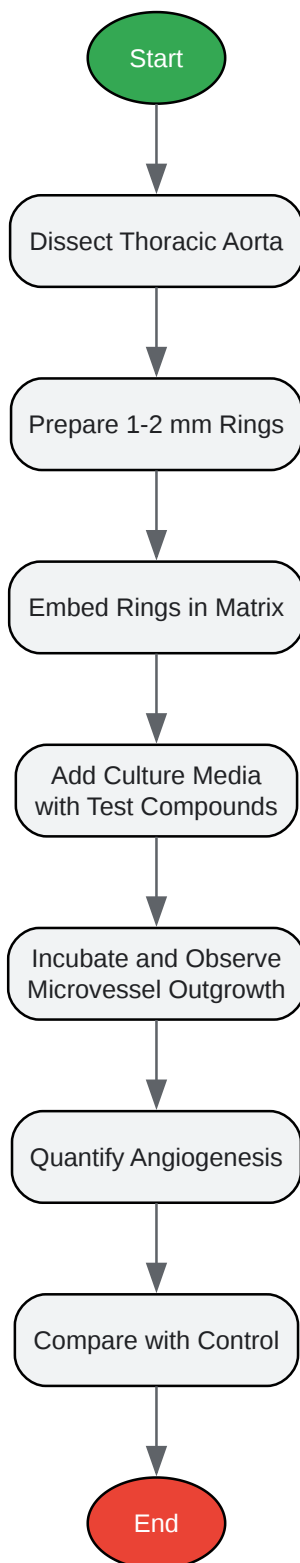 Start
Dissect Thoracic Aorta
Prepare 1-2 mm Rings
Embed Rings in Matrix
Add Culture Media
with Test Compounds
Incubate and Observe
Microvessel Outgrowth
Quantify Angiogenesis
Compare with Control
End